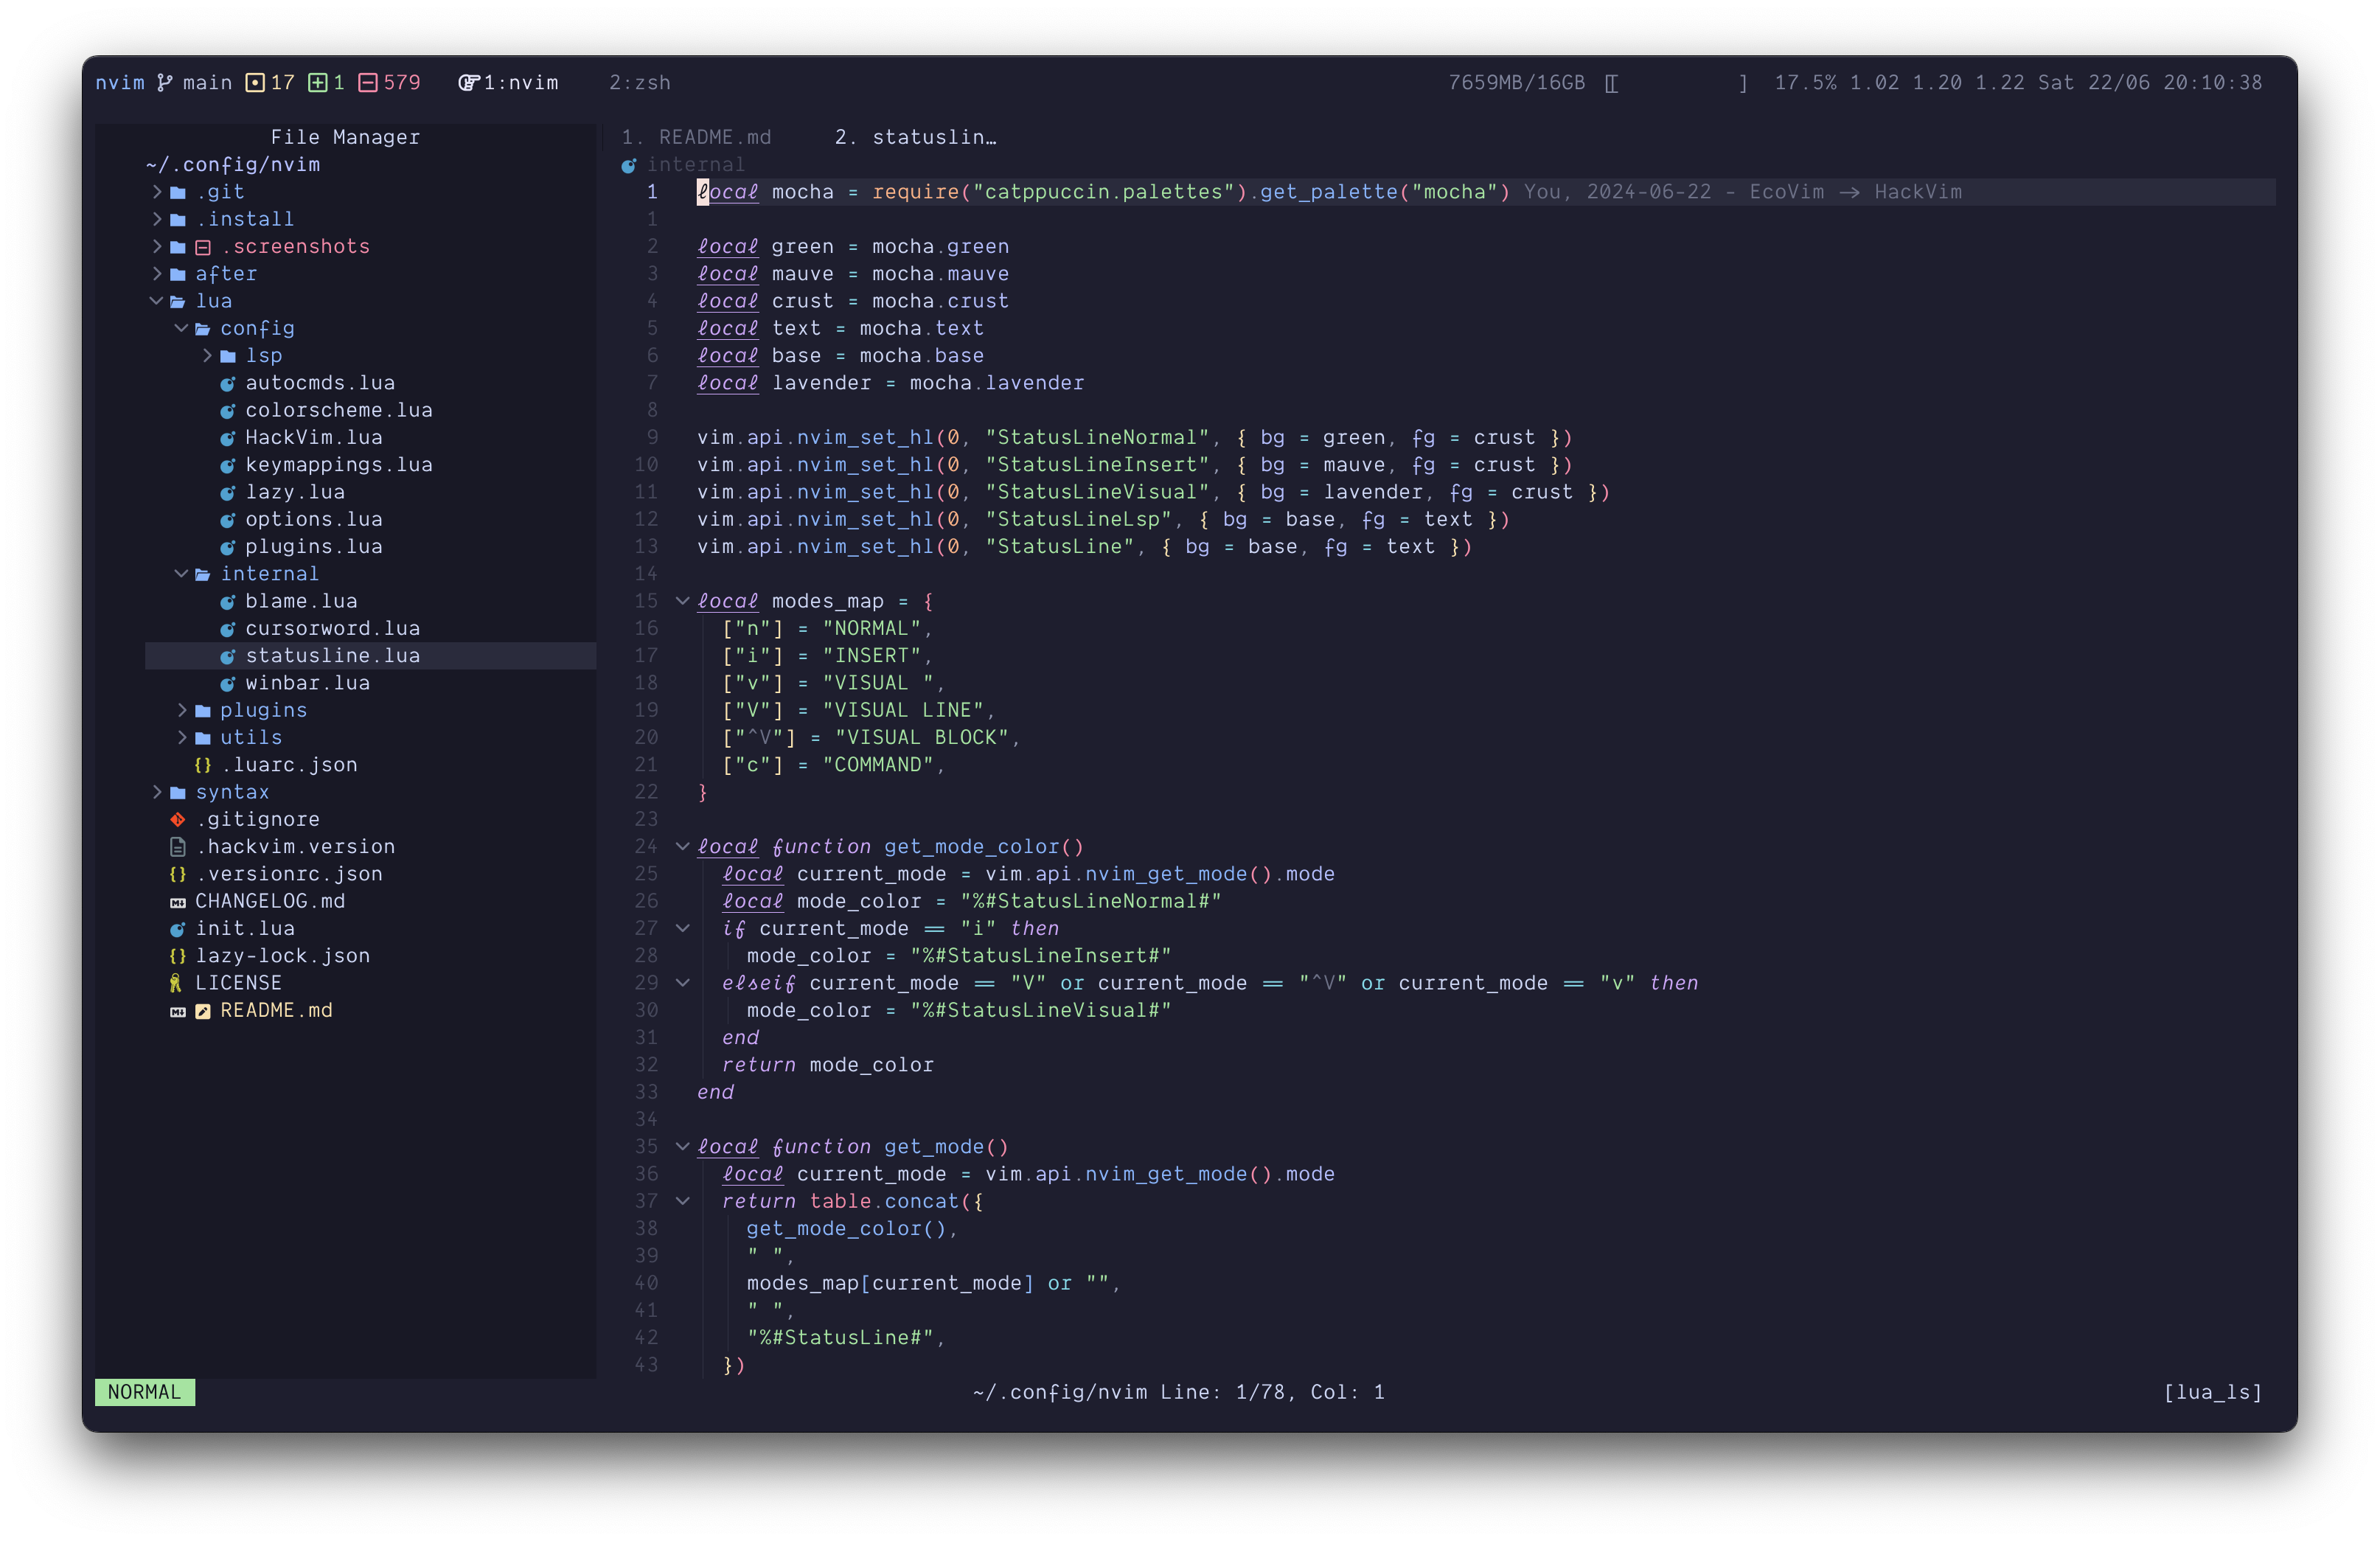 nvim main 17 1 579 1:nvim 2:zsh 7659MB/16GB [[ ] 17.5% 1.02 1.20 1.22 Sat 22/06 20:10:38
File Manager
~/.config/nvim
.git
.install
.screenshots
after
lua
config
lsp
autocmds.lua
colorscheme.lua
HackVim.lua
keymappings.lua
lazy.lua
options.lua
plugins.lua
internal
blame.lua
cursorword.lua
statusline.lua
winbar.lua
plugins
utils
{} .luarc.json
syntax
.gitignore
.hackvim.version
{} .versionrc.json
CHANGELOG.md
init.lua
{} lazy-lock.json
LICENSE
README.md
1. README.md 2. statuslin…
internal
1 local mocha = require("catppuccin.palettes").get_palette("mocha") You, 2024-06-22 - EcoVim -> HackVim
1
2 local green = mocha.green
3 local mauve = mocha.mauve
4 local crust = mocha.crust
5 local text = mocha.text
6 local base = mocha.base
7 local lavender = mocha.lavender
8
9 vim.api.nvim_set_hl(0, "StatusLineNormal", { bg = green, fg = crust })
10 vim.api.nvim_set_hl(0, "StatusLineInsert", { bg = mauve, fg = crust })
11 vim.api.nvim_set_hl(0, "StatusLineVisual", { bg = lavender, fg = crust })
12 vim.api.nvim_set_hl(0, "StatusLineLsp", { bg = base, fg = text })
13 vim.api.nvim_set_hl(0, "StatusLine", { bg = base, fg = text })
14
15 local modes_map = {
16 ["n"] = "NORMAL",
17 ["i"] = "INSERT",
18 ["v"] = "VISUAL ",
19 ["V"] = "VISUAL LINE",
20 ["^V"] = "VISUAL BLOCK",
21 ["c"] = "COMMAND",
22 }
23
24 local function get_mode_color()
25 local current_mode = vim.api.nvim_get_mode().mode
26 local mode_color = "%#StatusLineNormal#"
27 if current_mode == "i" then
28 mode_color = "%#StatusLineInsert#"
29 elseif current_mode == "V" or current_mode == "^V" or current_mode == "v" then
30 mode_color = "%#StatusLineVisual#"
31 end
32 return mode_color
33 end
34
35 local function get_mode()
36 local current_mode = vim.api.nvim_get_mode().mode
37 return table.concat({
38 get_mode_color(),
39 " ",
40 modes_map[current_mode] or "",
41 " ",
42 "%#StatusLine#",
43 })
NORMAL ~/.config/nvim Line: 1/78, Col: 1 [lua_ls]